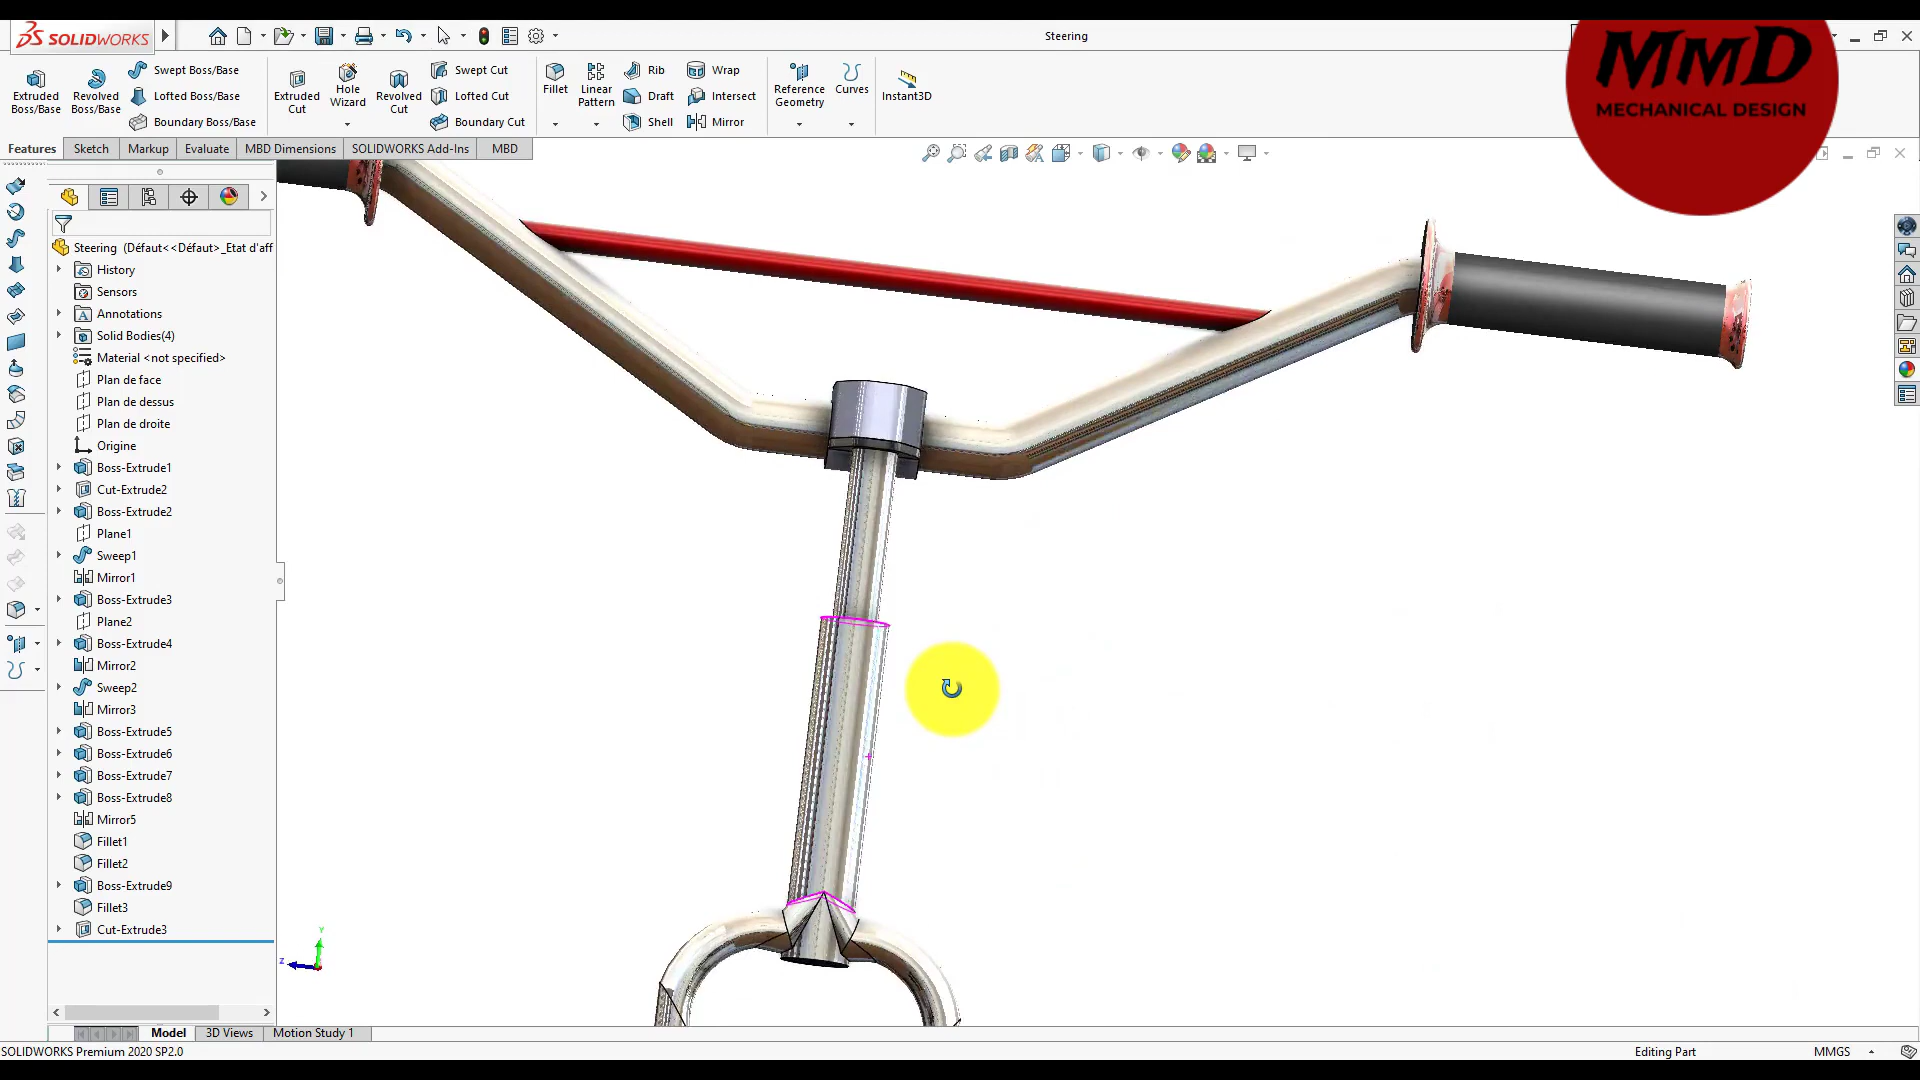 SOLIDWORKS
Steering
MMD
MECHANICAL DESIGN
Extruded Boss/Base
Revolved Boss/Base
Swept Boss/Base
Lofted Boss/Base
Boundary Boss/Base
Extruded Cut
Hole Wizard
Revolved Cut
Swept Cut
Lofted Cut
Boundary Cut
Fillet
Linear Pattern
Rib
Draft
Shell
Wrap
Intersect
Mirror
Reference Geometry
Curves
Instant3D
Features
Sketch
Markup
Evaluate
MBD Dimensions
SOLIDWORKS Add-Ins
MBD
Steering (Défaut<<Défaut>_Etat d'aff
History
Sensors
Annotations
Solid Bodies(4)
Material <not specified>
Plan de face
Plan de dessus
Plan de droite
Origine
Boss-Extrude1
Cut-Extrude2
Boss-Extrude2
Plane1
Sweep1
Mirror1
Boss-Extrude3
Plane2
Boss-Extrude4
Mirror2
Sweep2
Mirror3
Boss-Extrude5
Boss-Extrude6
Boss-Extrude7
Boss-Extrude8
Mirror5
Fillet1
Fillet2
Boss-Extrude9
Fillet3
Cut-Extrude3
Y
Z
Model
3D Views
Motion Study 1
SOLIDWORKS Premium 2020 SP2.0
Editing Part
MMGS